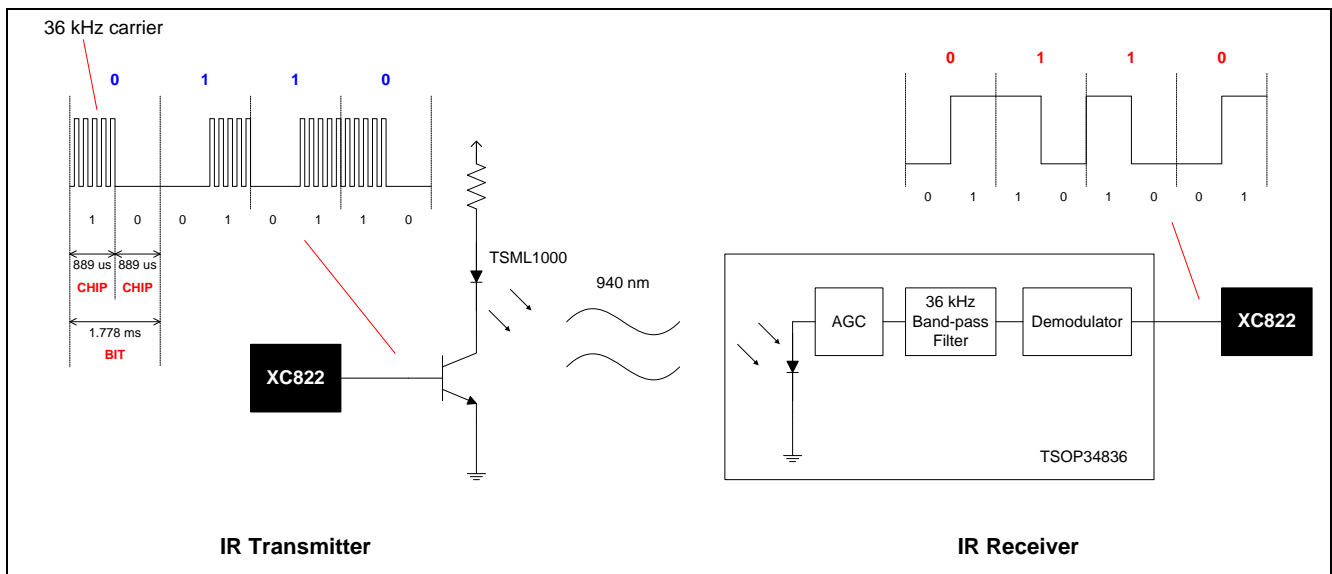 36 kHz carrier
0 1 1 0
1 0 0 1 0 1 1 0
889 us 889 us
CHIP CHIP
1.778 ms
BIT
XC822
TSML1000
940 nm
0 1 1 0
0 1 1 0 1 0 0 1
AGC
36 kHz
Band-pass
Filter
Demodulator
XC822
TSOP34836
IR Transmitter
IR Receiver